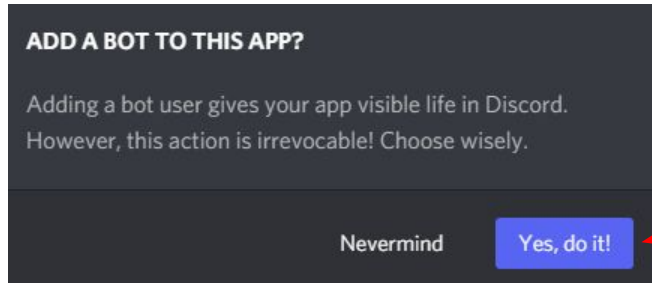 ADD A BOT TO THIS APP?
Adding a bot user gives your app visible life in Discord.
However, this action is irrevocable! Choose wisely.
Nevermind
Yes, do it!